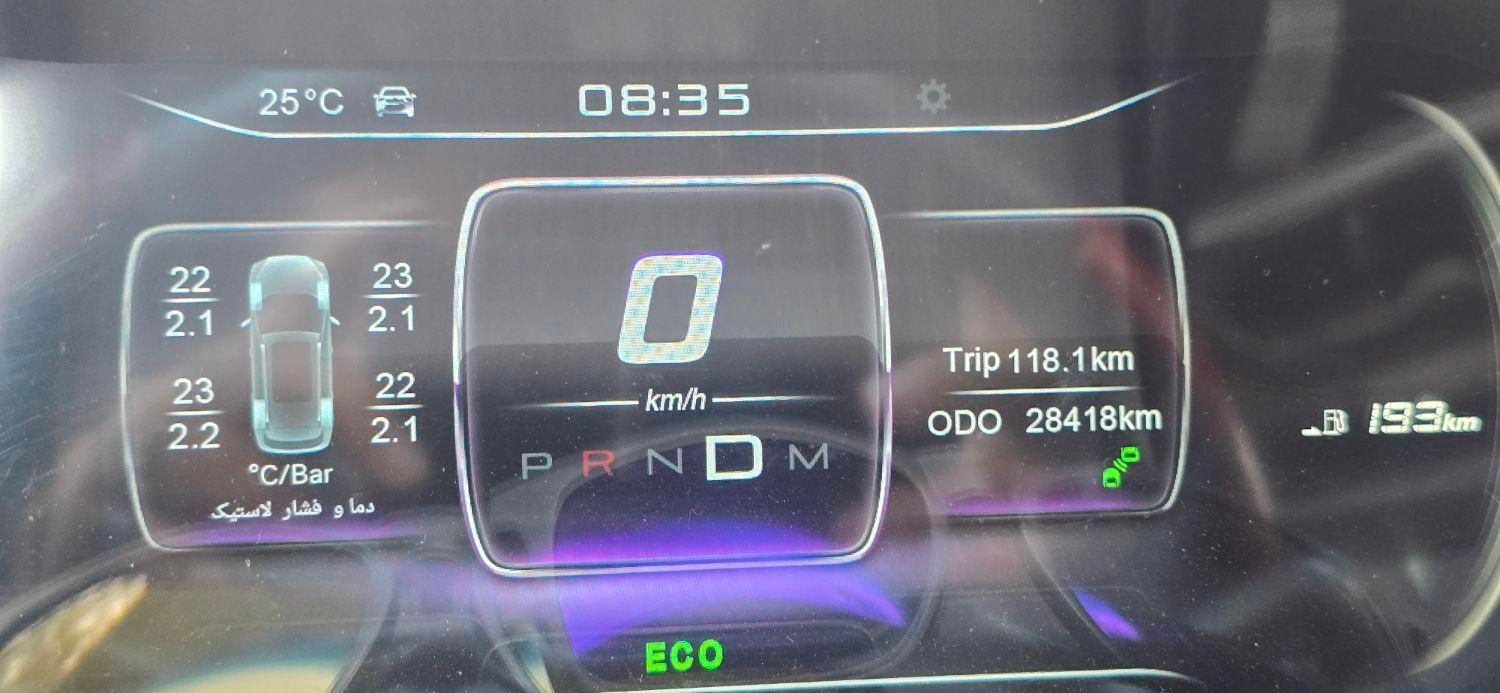 25°C 08:35
22 23
2.1 2.1
23 22
2.2 2.1
°C/Bar
دما و فشار لاستیک
0
km/h
P R N D M
Trip 118.1km
ODO 28418km
193km
ECO